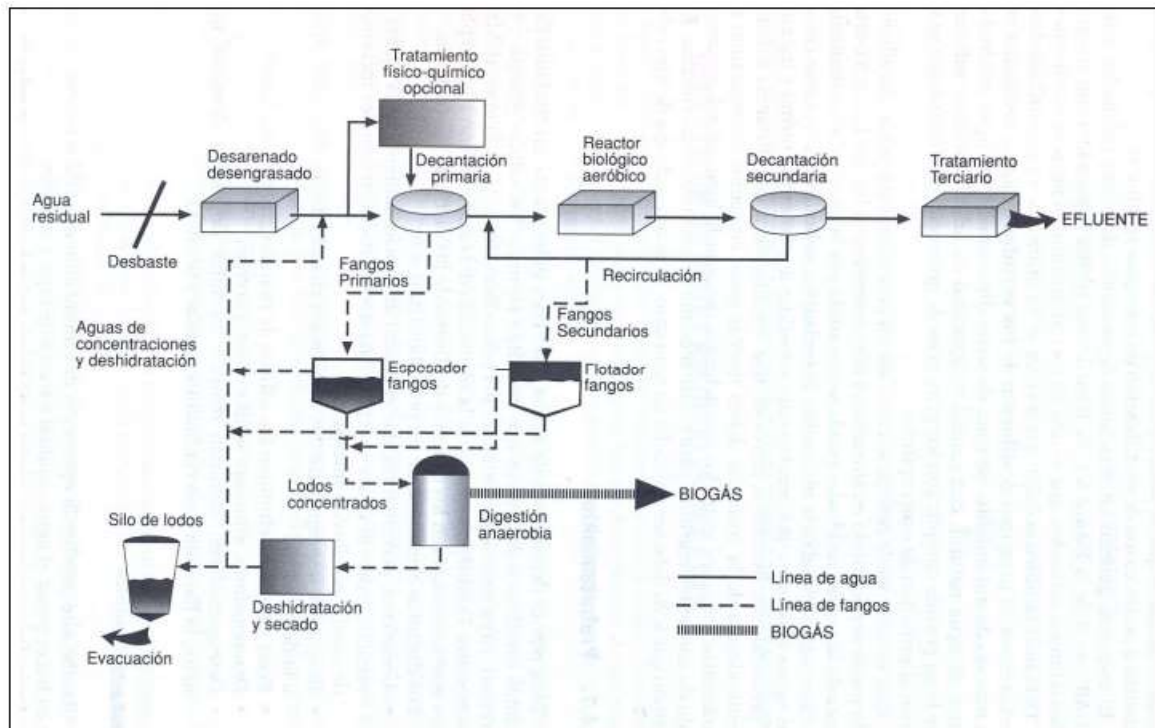 Tratamiento
físico-químico
opcional
Desarenado
desengrasado
Decantación
primaria
Reactor
biológico
aeróbico
Decantación
secundaria
Tratamiento
Terciario
Agua
residual
EFLUENTE
Desbaste
Fangos
Primarios
Recirculación
Fangos
Secundarios
Aguas de
concentraciones
y deshidratación
Espesador
fangos
Flotador
fangos
Lodos
concentrados
BIOGÁS
Digestión
anaerobia
Silo de lodos
Deshidratación
y secado
Evacuación
Línea de agua
Línea de fangos
BIOGÁS